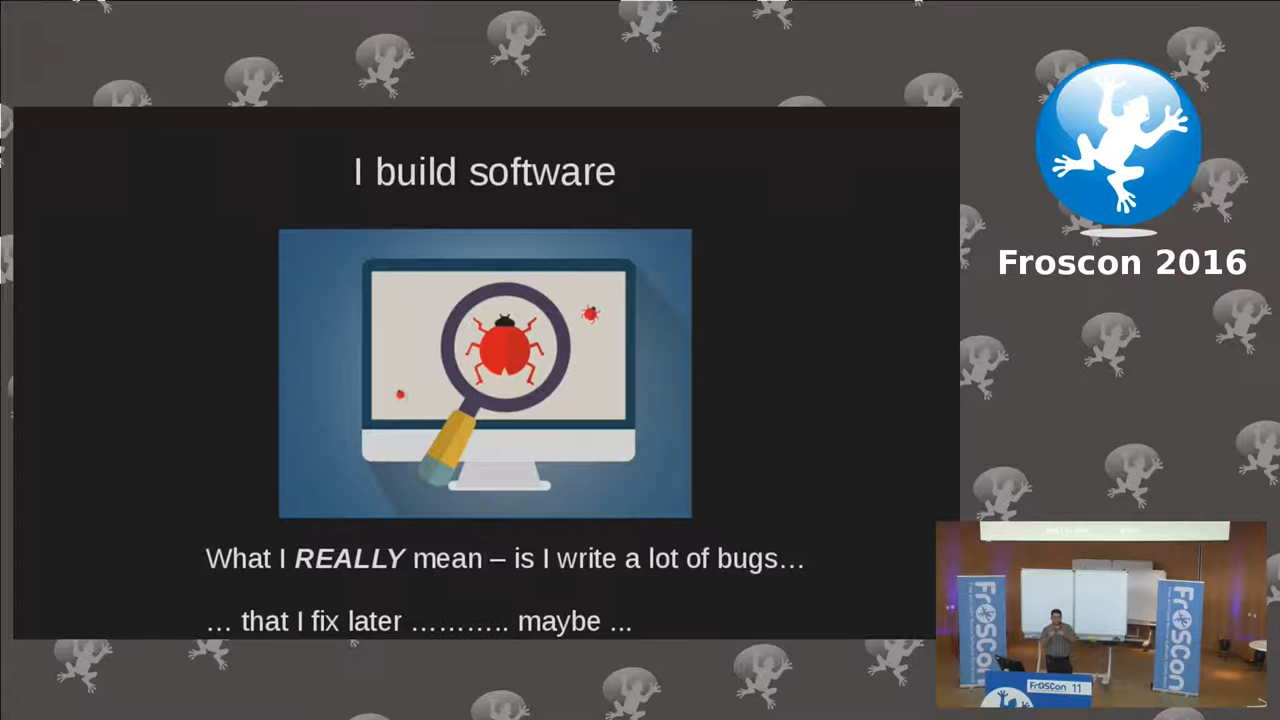 I build software
What I REALLY mean – is I write a lot of bugs…
… that I fix later ……….. maybe ...
Froscon 2016
FrOSCon
FrOSCon
FrOSCon 11